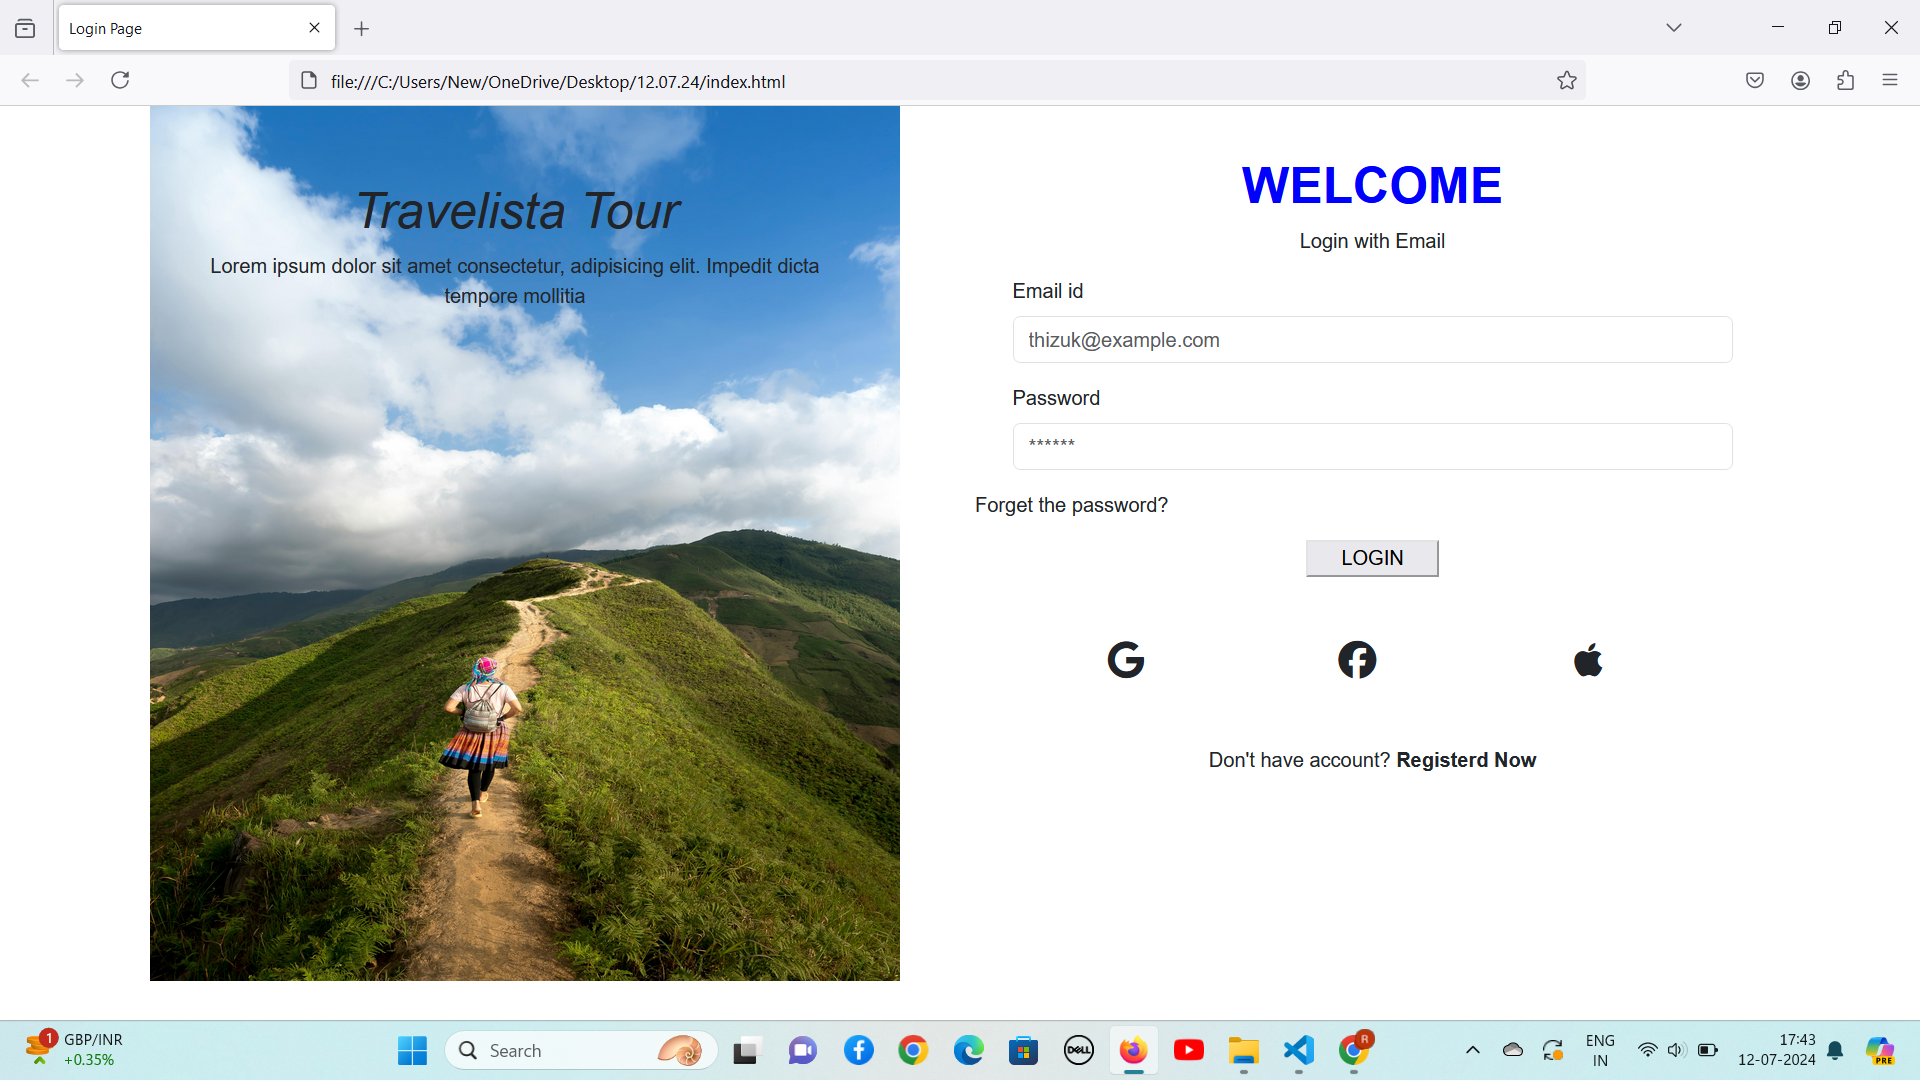 Login Page
file:///C:/Users/New/OneDrive/Desktop/12.07.24/index.html
Travelista Tour
Lorem ipsum dolor sit amet consectetur, adipisicing elit. Impedit dicta
tempore mollitia
WELCOME
Login with Email
Email id
thizuk@example.com
Password
******
Forget the password?
LOGIN
Don't have account? Registerd Now
1
GBP/INR
+0.35%
Search
DELL
R
ENG
IN
17:43
12-07-2024
PRE